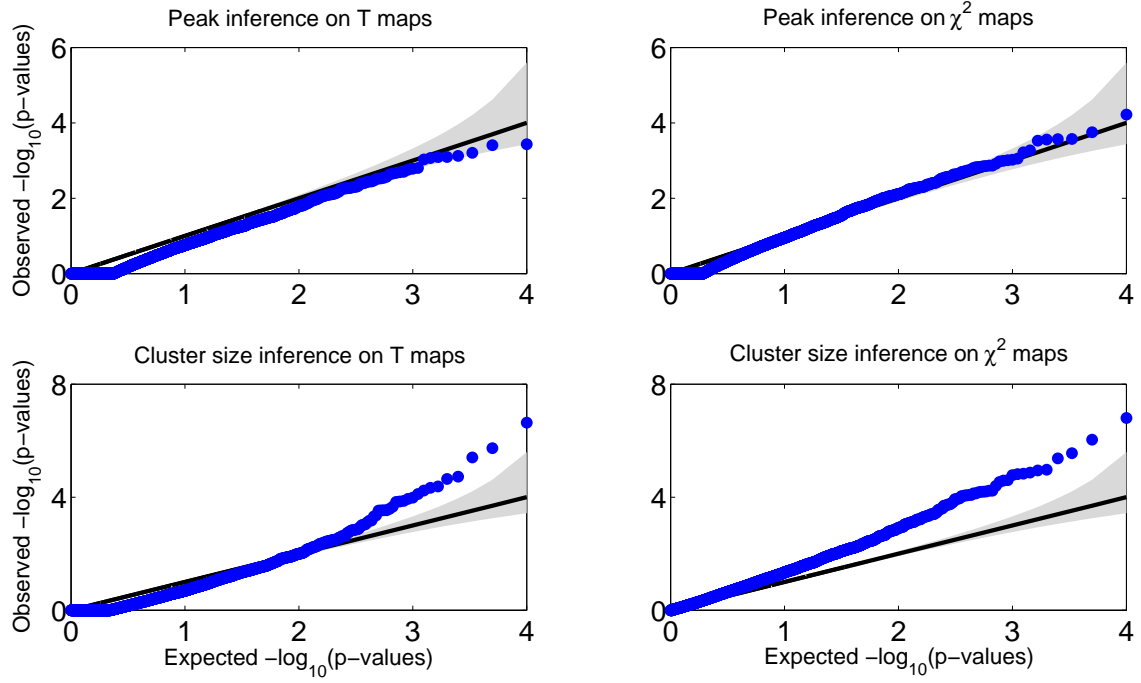 Peak inference on T maps
Observed −log10(p−values)
6
4
2
0
0 1 2 3 4
Peak inference on χ2 maps
6
4
2
0
0 1 2 3 4
Cluster size inference on T maps
Observed −log10(p−values)
8
4
0
0 1 2 3 4
Expected −log10(p−values)
Cluster size inference on χ2 maps
8
4
0
0 1 2 3 4
Expected −log10(p−values)